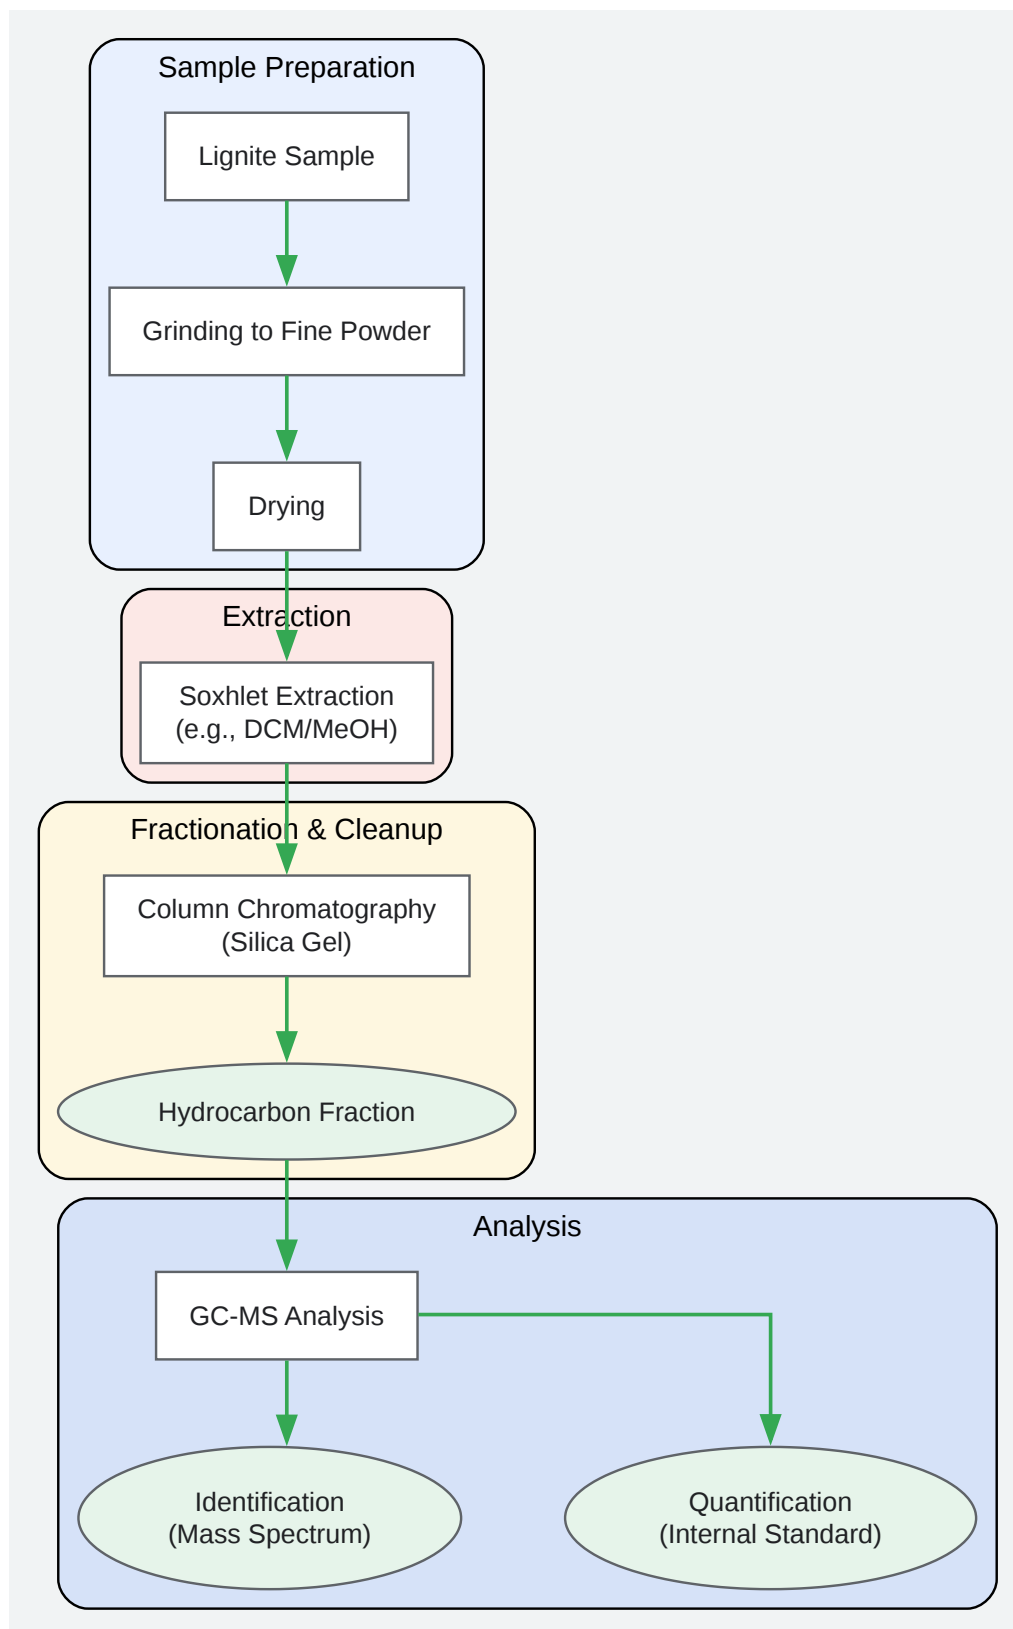 Sample Preparation
Lignite Sample
Grinding to Fine Powder
Drying
Extraction
Soxhlet Extraction
(e.g., DCM/MeOH)
Fractionation & Cleanup
Column Chromatography
(Silica Gel)
Hydrocarbon Fraction
Analysis
GC-MS Analysis
Identification
(Mass Spectrum)
Quantification
(Internal Standard)